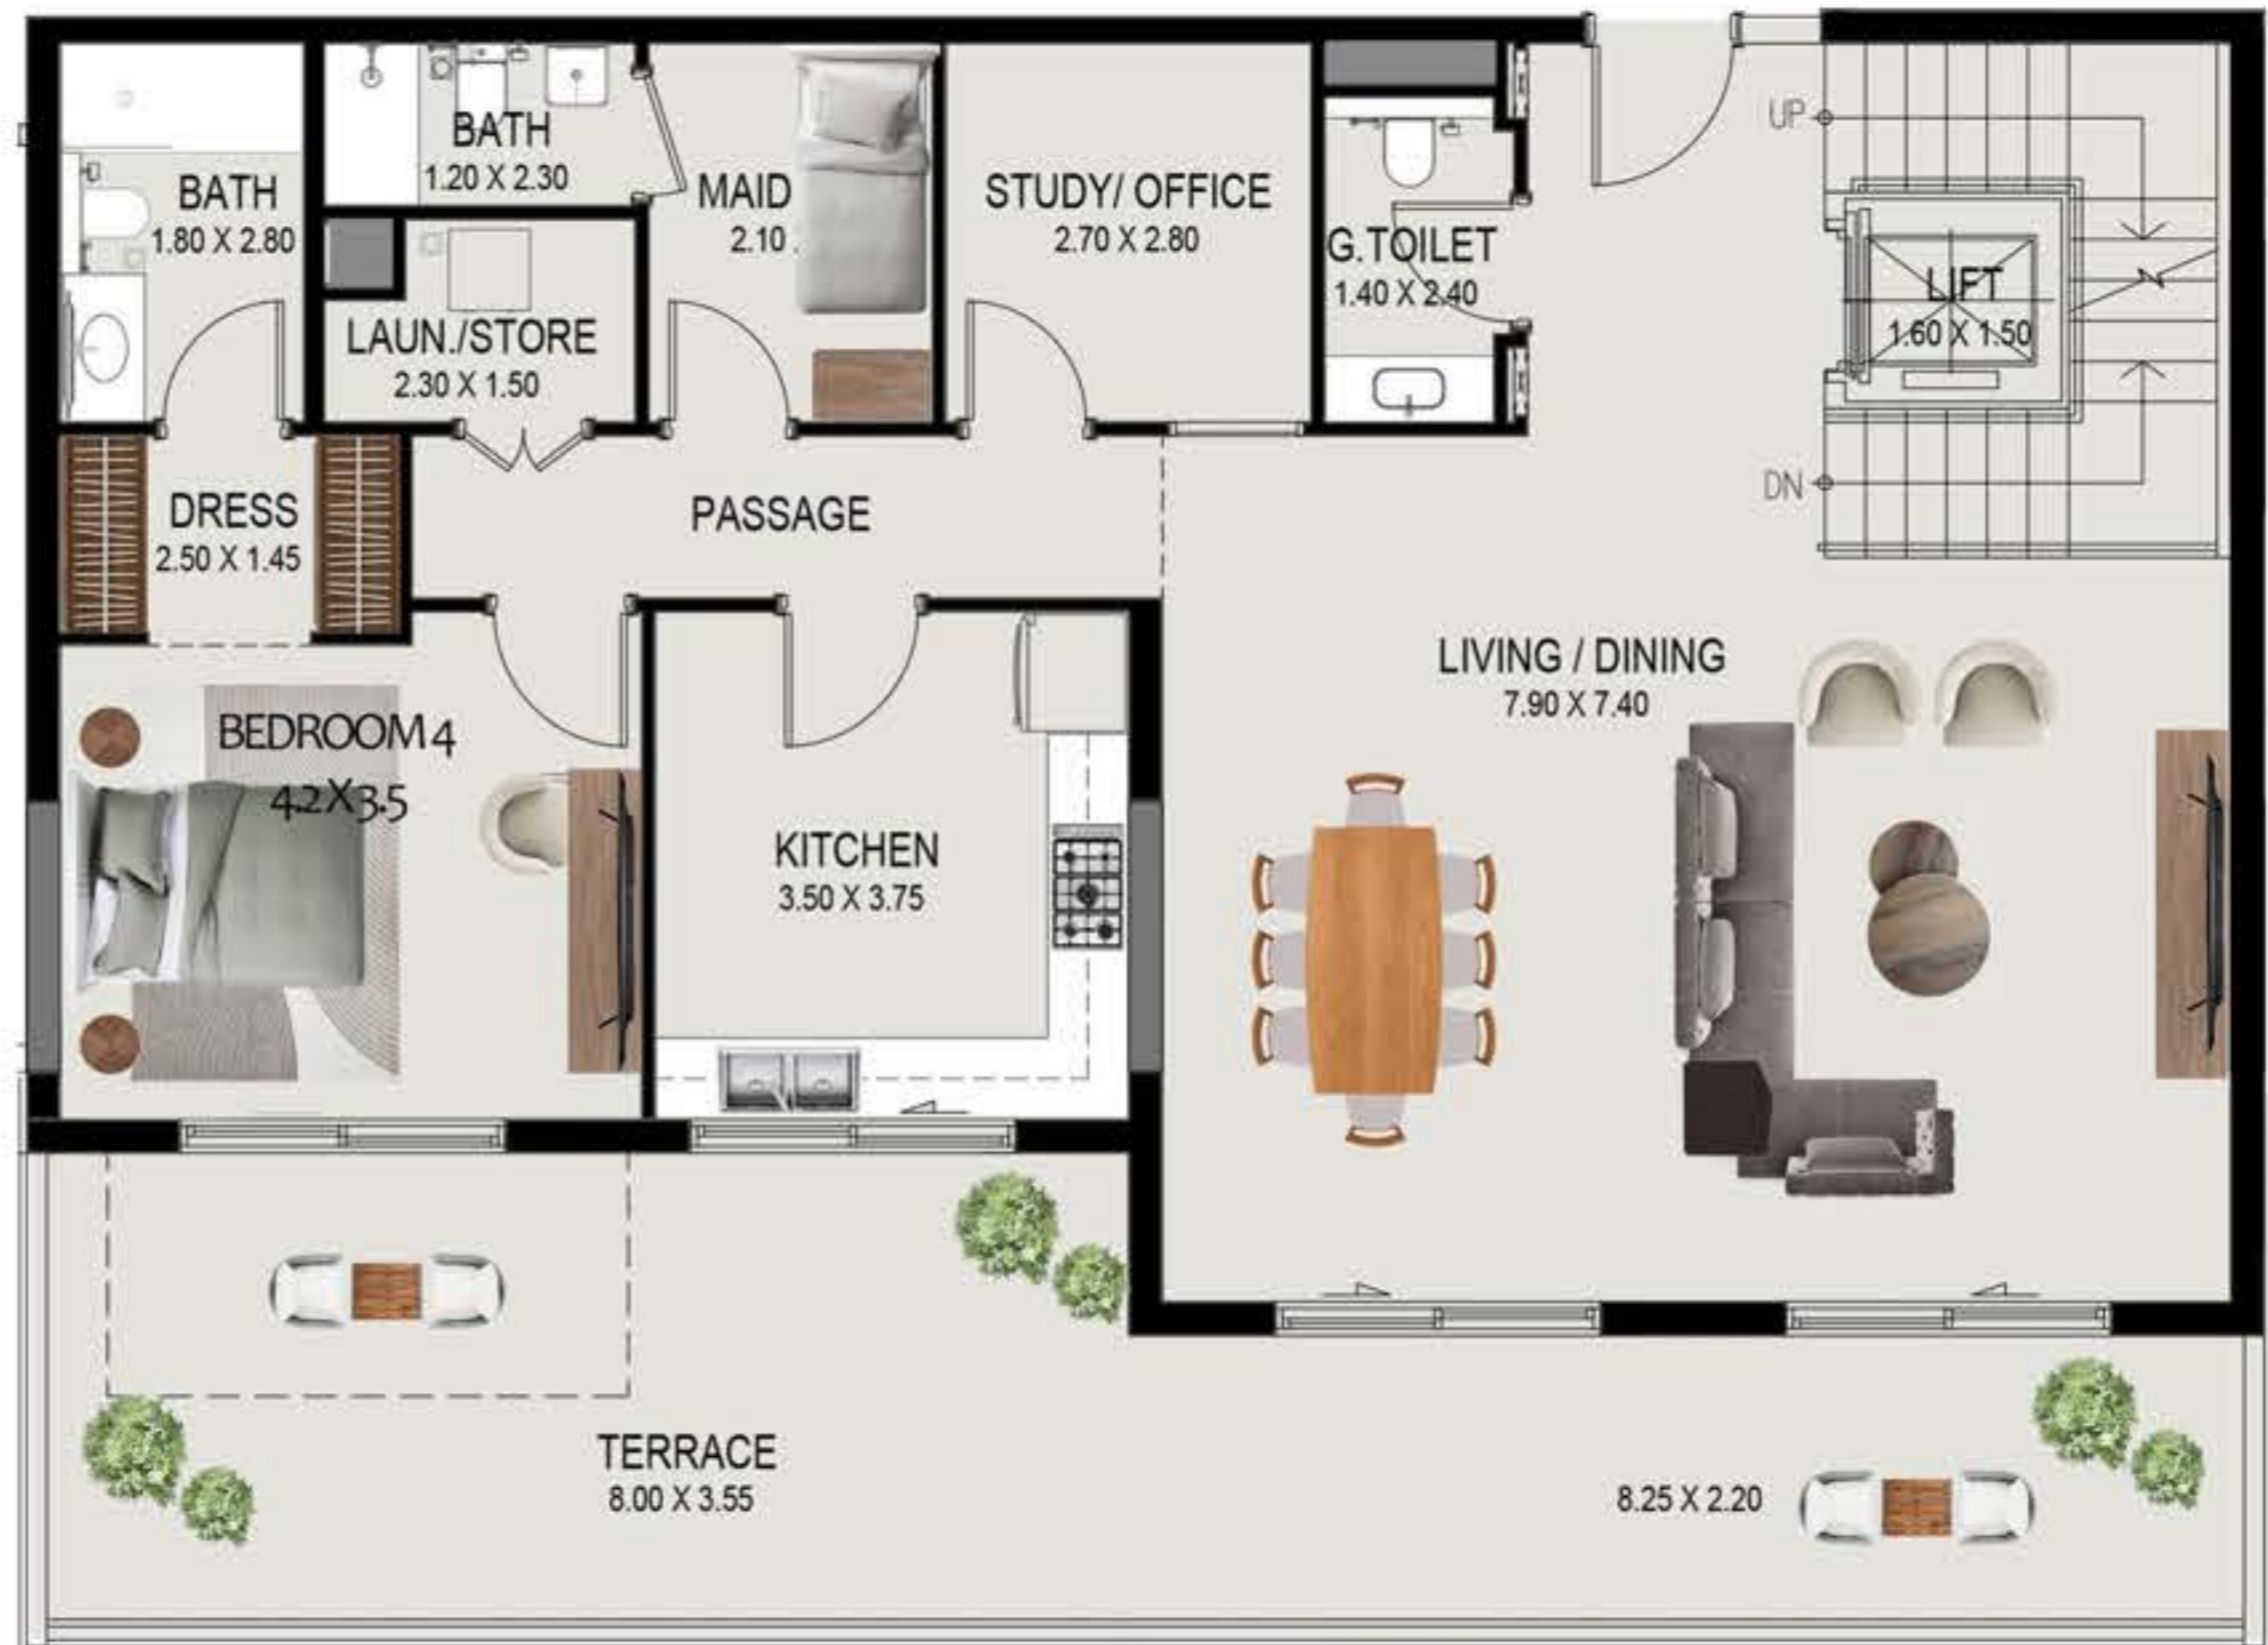 BATH
1.80 X 2.80
BATH
1.20 X 2.30
MAID
2.10
STUDY/ OFFICE
2.70 X 2.80
G.TOILET
1.40 X 2.40
UP
LIFT
1.60 X 1.50
DN
LAUN./STORE
2.30 X 1.50
DRESS
2.50 X 1.45
PASSAGE
BEDROOM 4
4.2 X 3.5
KITCHEN
3.50 X 3.75
LIVING / DINING
7.90 X 7.40
TERRACE
8.00 X 3.55
8.25 X 2.20